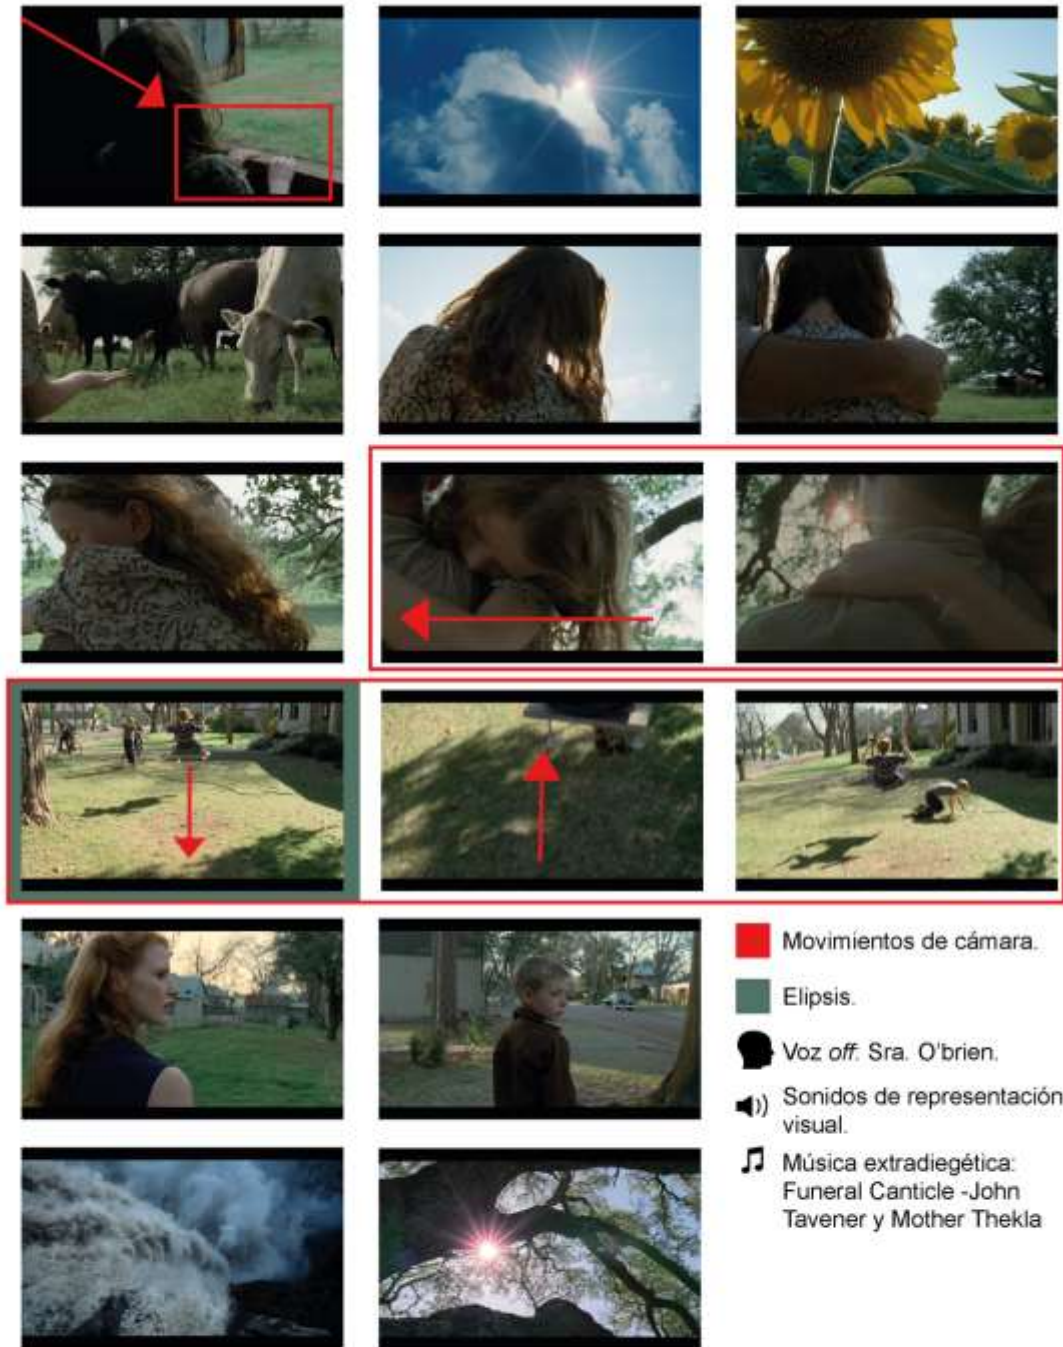 Movimientos de cámara.
Elipsis.
Voz off: Sra. O'brien.
Sonidos de representación
visual.
Música extradiegética:
Funeral Canticle -John
Tavener y Mother Thekla